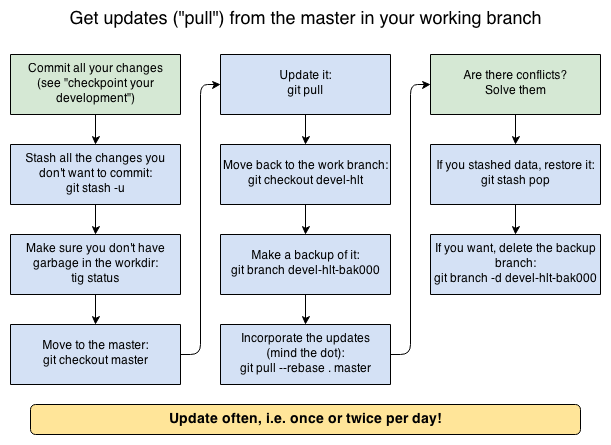 Get updates ("pull") from the master in your working branch
Commit all your changes
(see "checkpoint your
development")
Stash all the changes you
don't want to commit:
git stash -u
Make sure you don't have
garbage in the workdir:
tig status
Move to the master:
git checkout master
Update it:
git pull
Move back to the work branch:
git checkout devel-hlt
Make a backup of it:
git branch devel-hlt-bak000
Incorporate the updates
(mind the dot):
git pull --rebase . master
Are there conflicts?
Solve them
If you stashed data, restore it:
git stash pop
If you want, delete the backup
branch:
git branch -d devel-hlt-bak000
Update often, i.e. once or twice per day!